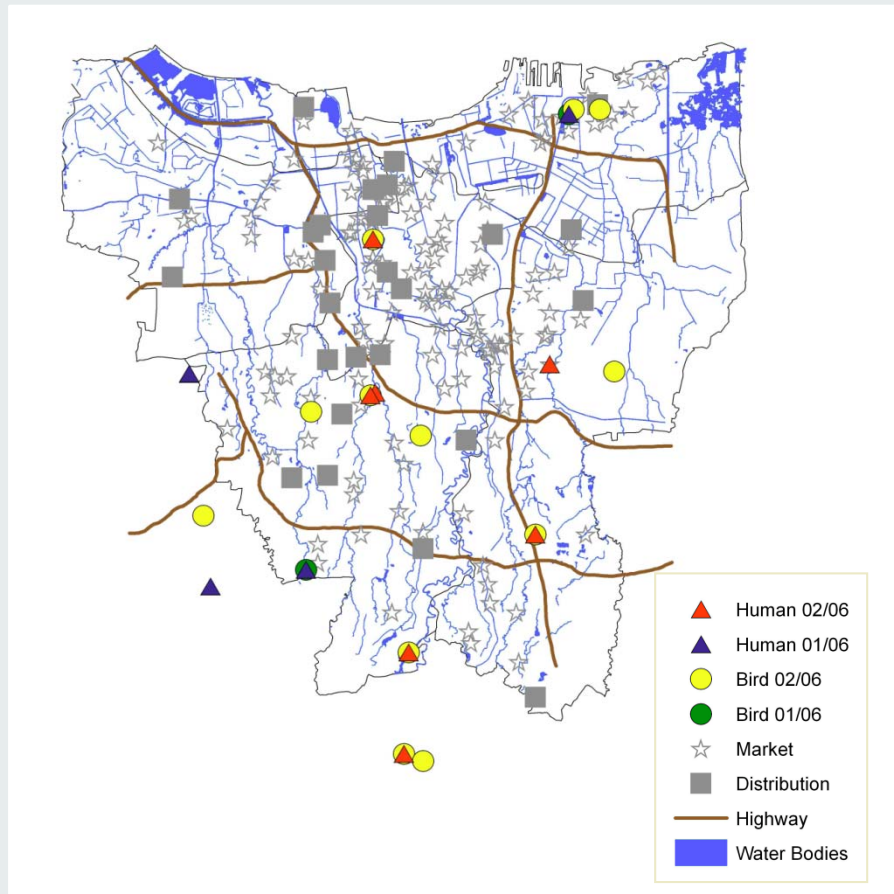 Human 02/06
Human 01/06
Bird 02/06
Bird 01/06
Market
Distribution
Highway
Water Bodies